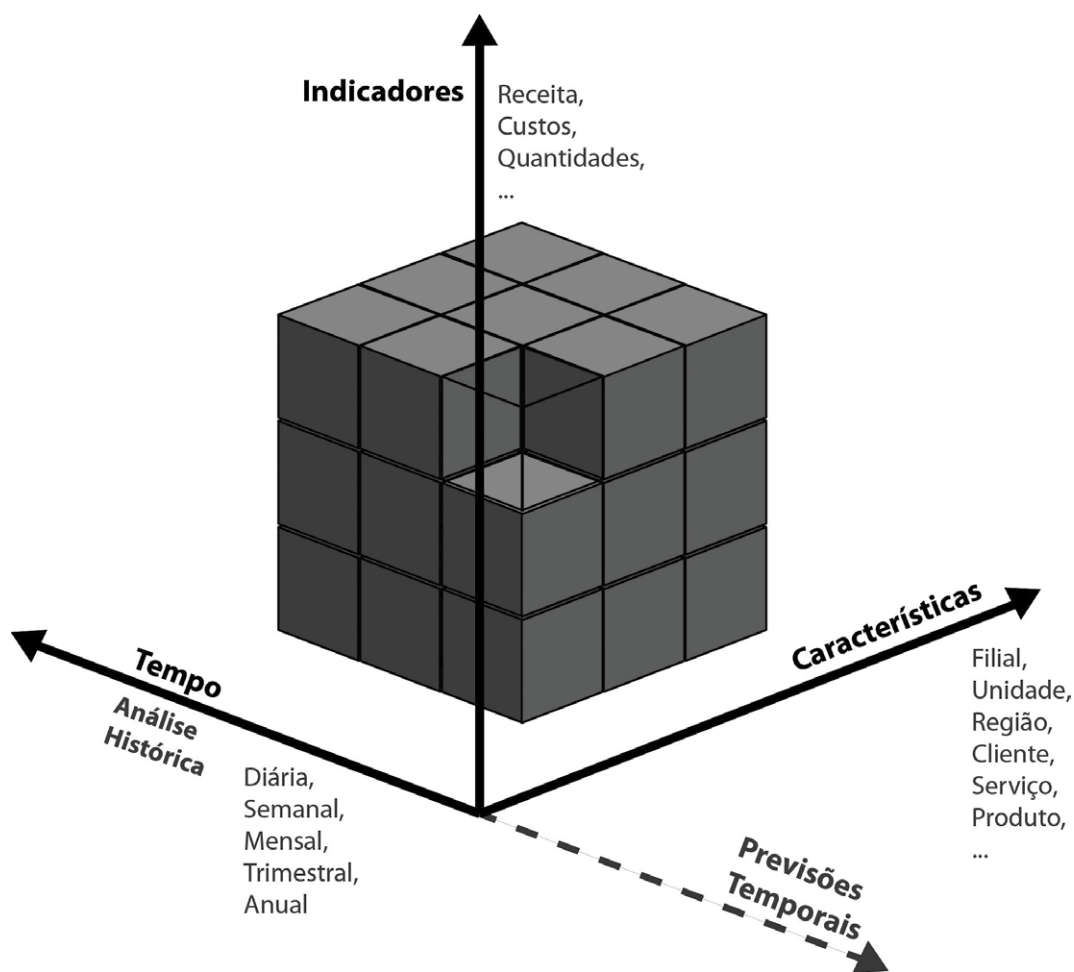 Indicadores
Receita,
Custos,
Quantidades,
...
Características
Filial,
Unidade,
Região,
Cliente,
Serviço,
Produto,
...
Tempo
Análise
Histórica
Diária,
Semanal,
Mensal,
Trimestral,
Anual
Previsões
Temporais